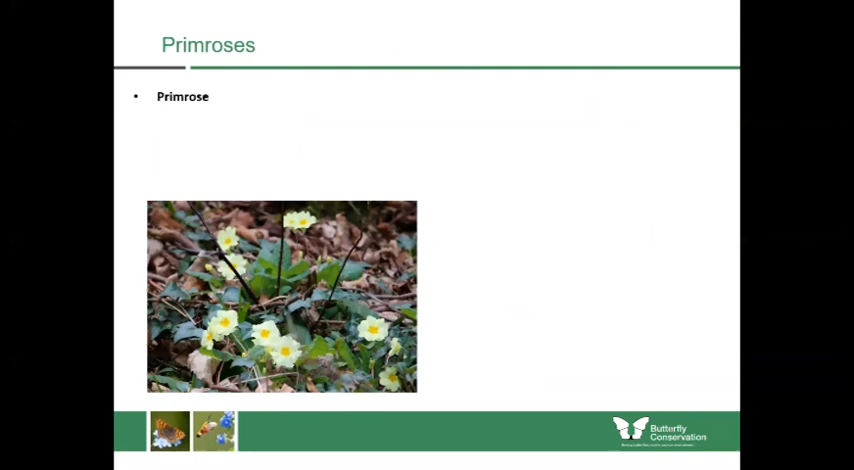 Primroses
• Primrose
Butterfly
Conservation